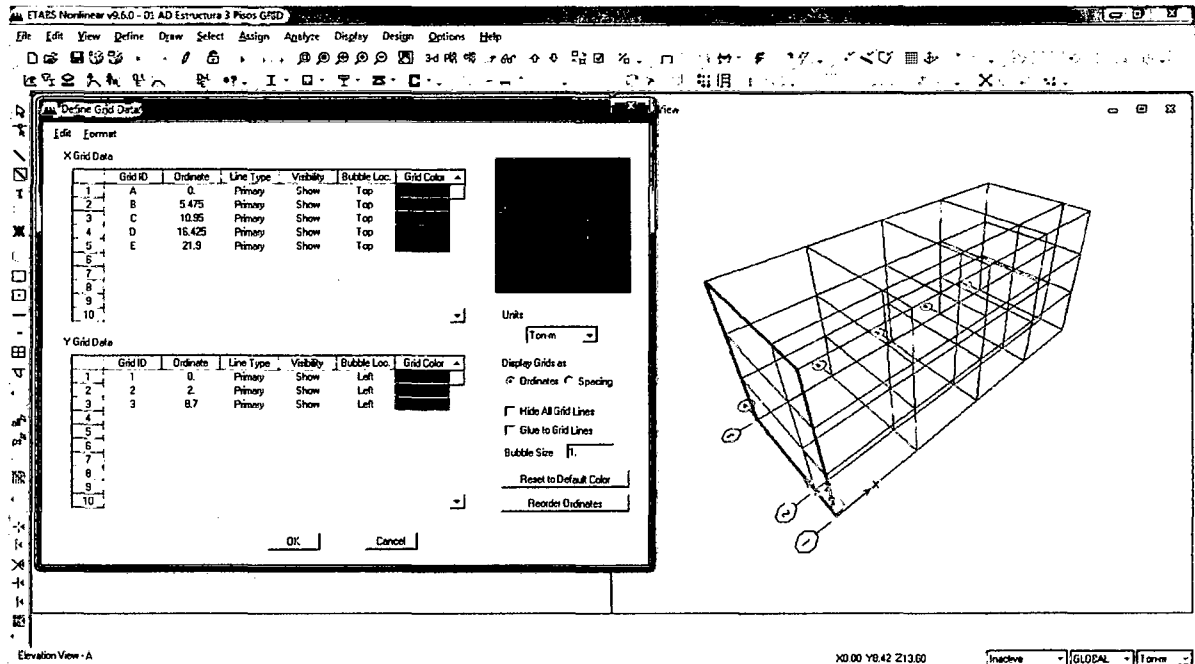 ETABS Nonlinear v9.6.0 - 01 AD Estructura 3 Pisos
File Edit View Define Draw Select Assign Analyze Display Design Options Help
Define Grid Data
View
Edit Format
X Grid Data
Grid ID Ordinate Line Type Visibility Bubble Loc. Grid Color
1 A 0. Primary Show Top
2 B 5.475 Primary Show Top
3 C 10.95 Primary Show Top
4 D 16.425 Primary Show Top
5 E 21.9 Primary Show Top
6
7
8
9
10
Y Grid Data
Grid ID Ordinate Line Type Visibility Bubble Loc. Grid Color
1 1 0. Primary Show Left
2 2 2. Primary Show Left
3 3 8.7 Primary Show Left
4
5
6
7
8
9
10
Units
Ton-m
Display Grids as
Ordinates Spacing
Hide All Grid Lines
Glue to Grid Lines
Bubble Size 1.
Reset to Default Color
Reorder Ordinates
OK Cancel
X
2
1
Elevation View - A
X0.00 Y8.42 Z13.60
Inactive GLOBAL Ton-m